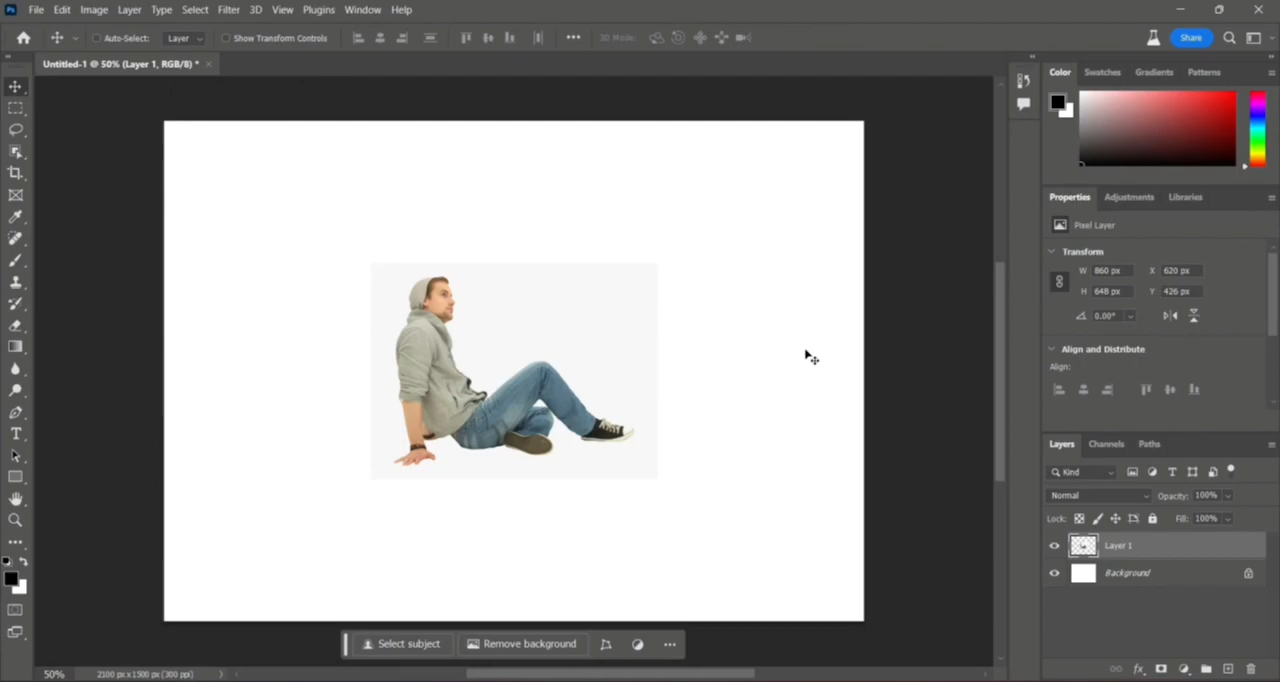 Ps File Edit Image Layer Type Select Filter 3D View Plugins Window Help
Auto-Select: Layer Show Transform Controls 3D Mode: Share
Untitled-1 @ 50% (Layer 1, RGB/8) *
Color Swatches Gradients Patterns
Properties Adjustments Libraries
Pixel Layer
Transform
W 860 px X 620 px
H 648 px Y 426 px
0.00°
Align and Distribute
Align:
Layers Channels Paths
Kind
Normal Opacity: 100%
Lock: Fill: 100%
Layer 1
Background
Select subject Remove background
50% 2100 px x 1500 px (300 ppi)
fx